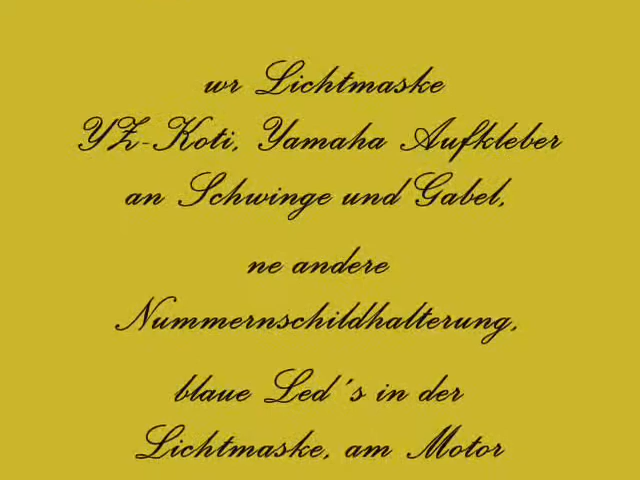 wr Lichtmaske
YZ-Koti, Yamaha Aufkleber
an Schwinge und Gabel,
ne andere
Nummernschildhalterung,
blaue Led´s in der
Lichtmaske, am Motor